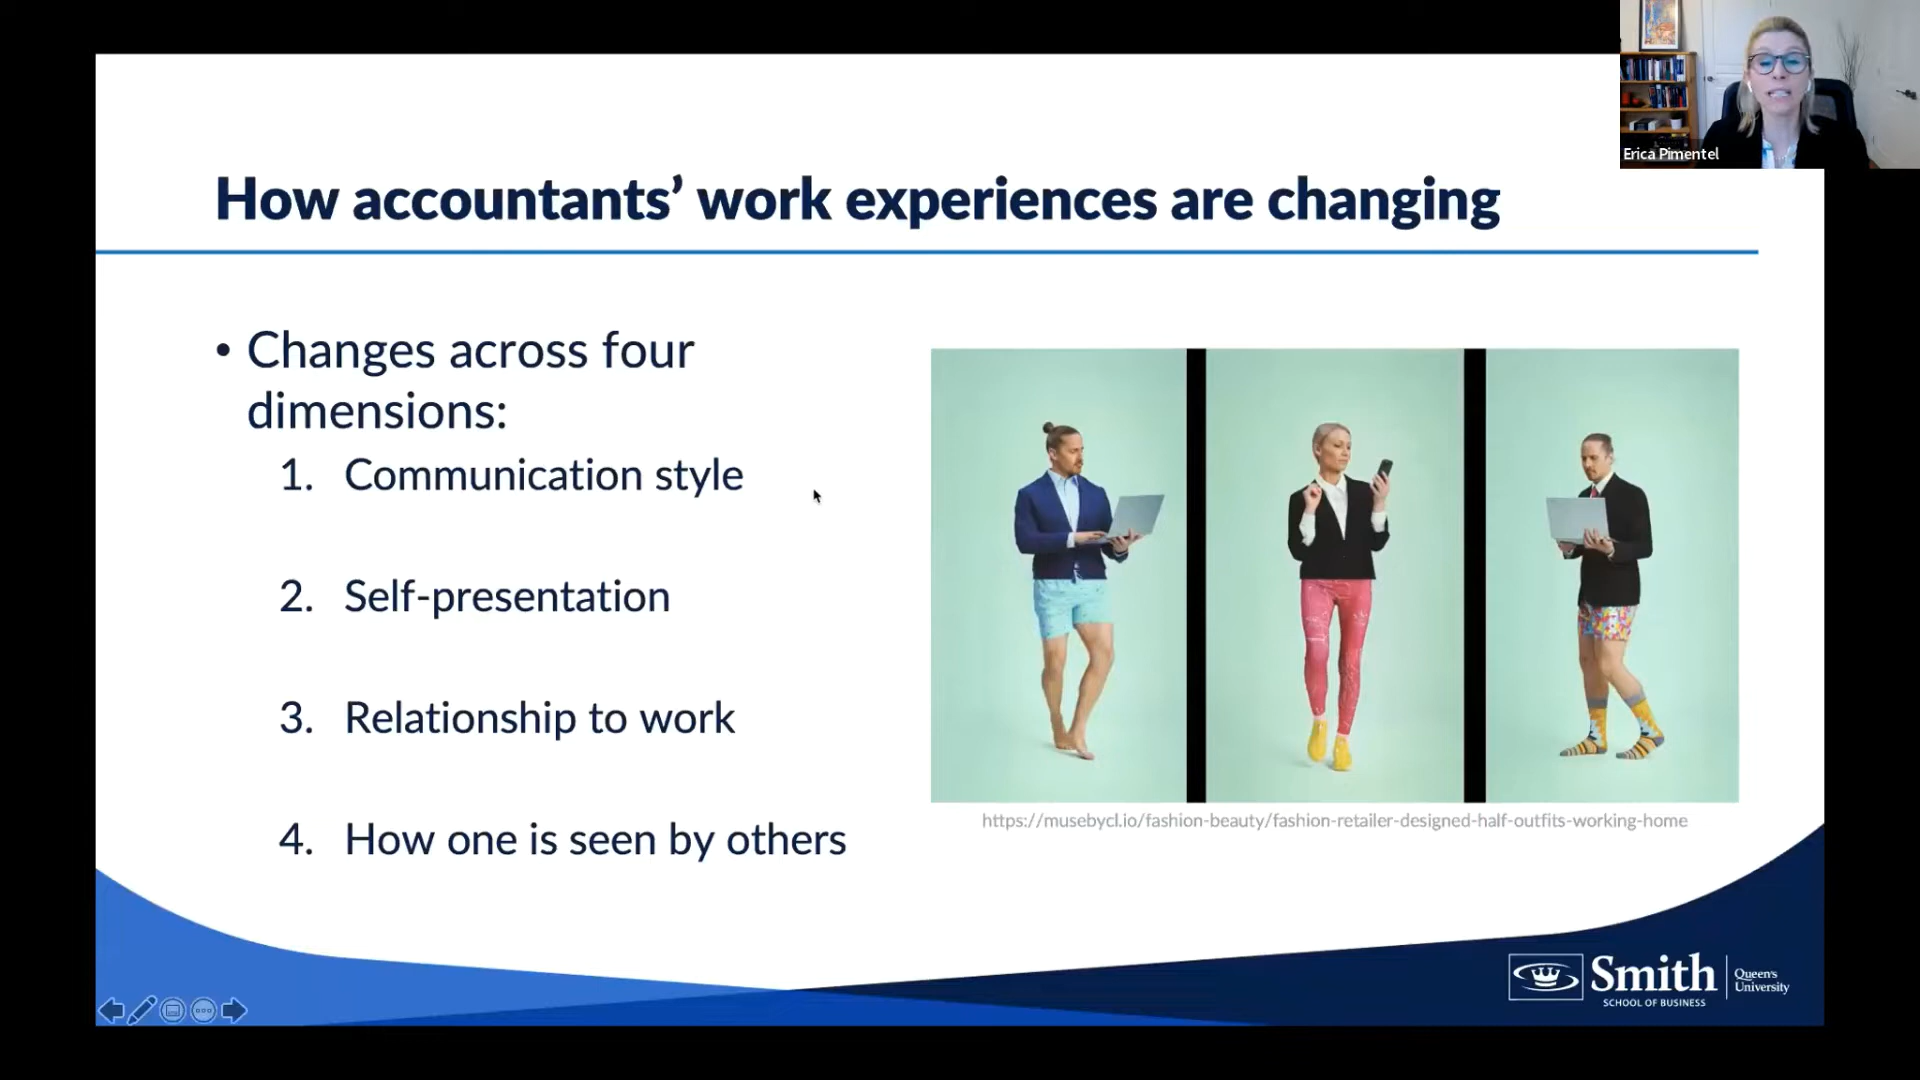 Erica Pimentel
How accountants’ work experiences are changing
• Changes across four
dimensions:
1. Communication style
2. Self-presentation
3. Relationship to work
4. How one is seen by others
https://musebycl.io/fashion-beauty/fashion-retailer-designed-half-outfits-working-home
Smith
SCHOOL OF BUSINESS
Queen's
University